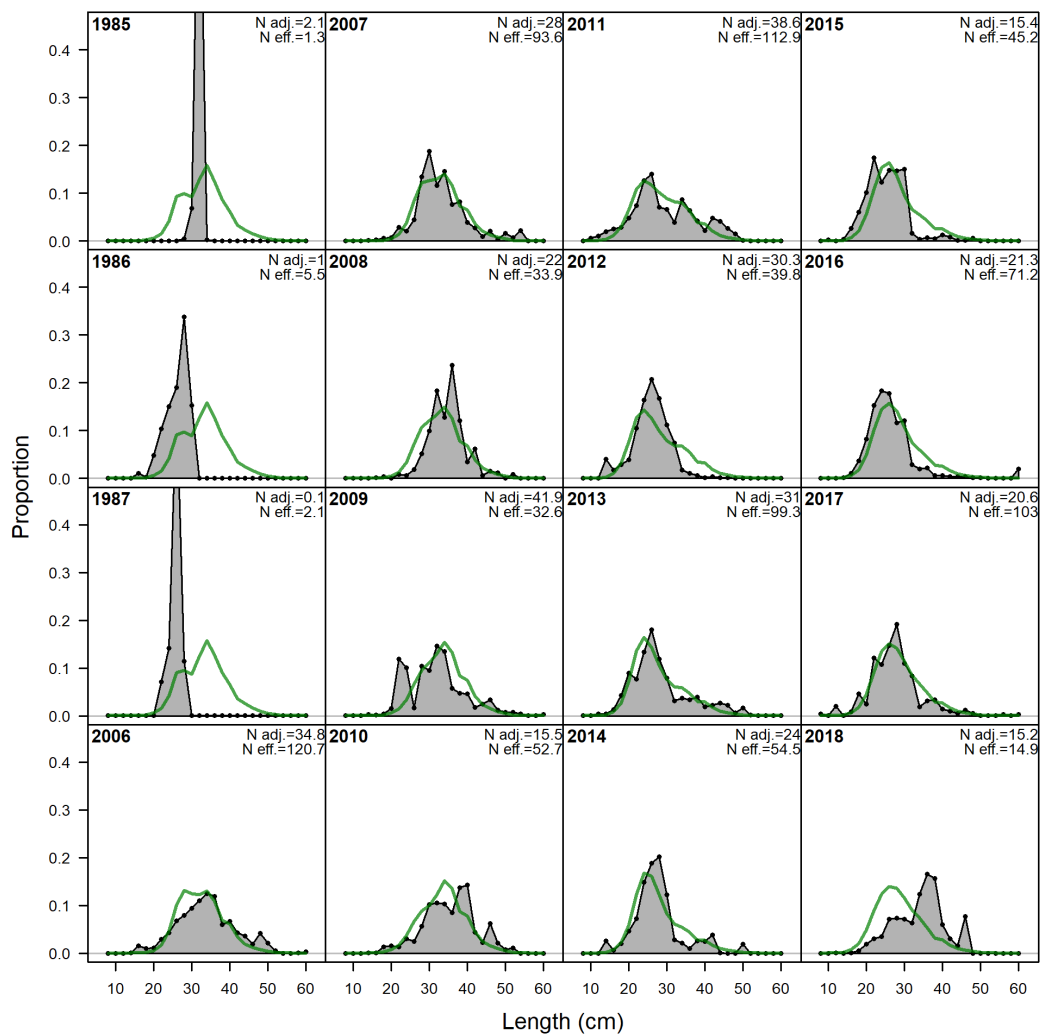 1985 N adj.=2.1
N eff.=1.3
2007 N adj.=28
N eff.=93.6
2011 N adj.=38.6
N eff.=112.9
2015 N adj.=15.4
N eff.=45.2
0.4
0.3
0.2
0.1
0.0
1986 N adj.=1
N eff.=5.5
2008 N adj.=22
N eff.=33.9
2012 N adj.=30.3
N eff.=39.8
2016 N adj.=21.3
N eff.=71.2
0.4
0.3
0.2
0.1
0.0
1987 N adj.=0.1
N eff.=2.1
2009 N adj.=41.9
N eff.=32.6
2013 N adj.=31
N eff.=99.3
2017 N adj.=20.6
N eff.=103
0.4
0.3
0.2
0.1
0.0
2006 N adj.=34.8
N eff.=120.7
2010 N adj.=15.5
N eff.=52.7
2014 N adj.=24
N eff.=54.5
2018 N adj.=15.2
N eff.=14.9
0.4
0.3
0.2
0.1
0.0
10 20 30 40 50 60
10 20 30 40 50 60
10 20 30 40 50 60
10 20 30 40 50 60
Proportion
Length (cm)